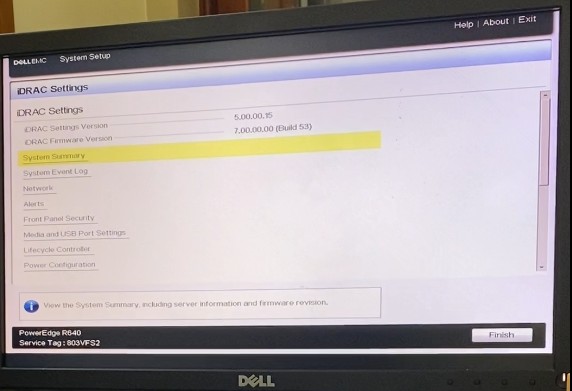 Help | About | Exit
DELLEMC System Setup
iDRAC Settings
iDRAC Settings
iDRAC Settings Version 5.00.00.15
iDRAC Firmware Version 7.00.00.00 (Build 53)
System Summary
System Event Log
Network
Alerts
Front Panel Security
Media and USB Port Settings
Lifecycle Controller
Power Configuration
View the System Summary, including server information and firmware revision.
PowerEdge R640
Service Tag : 803VFS2
Finish
DELL